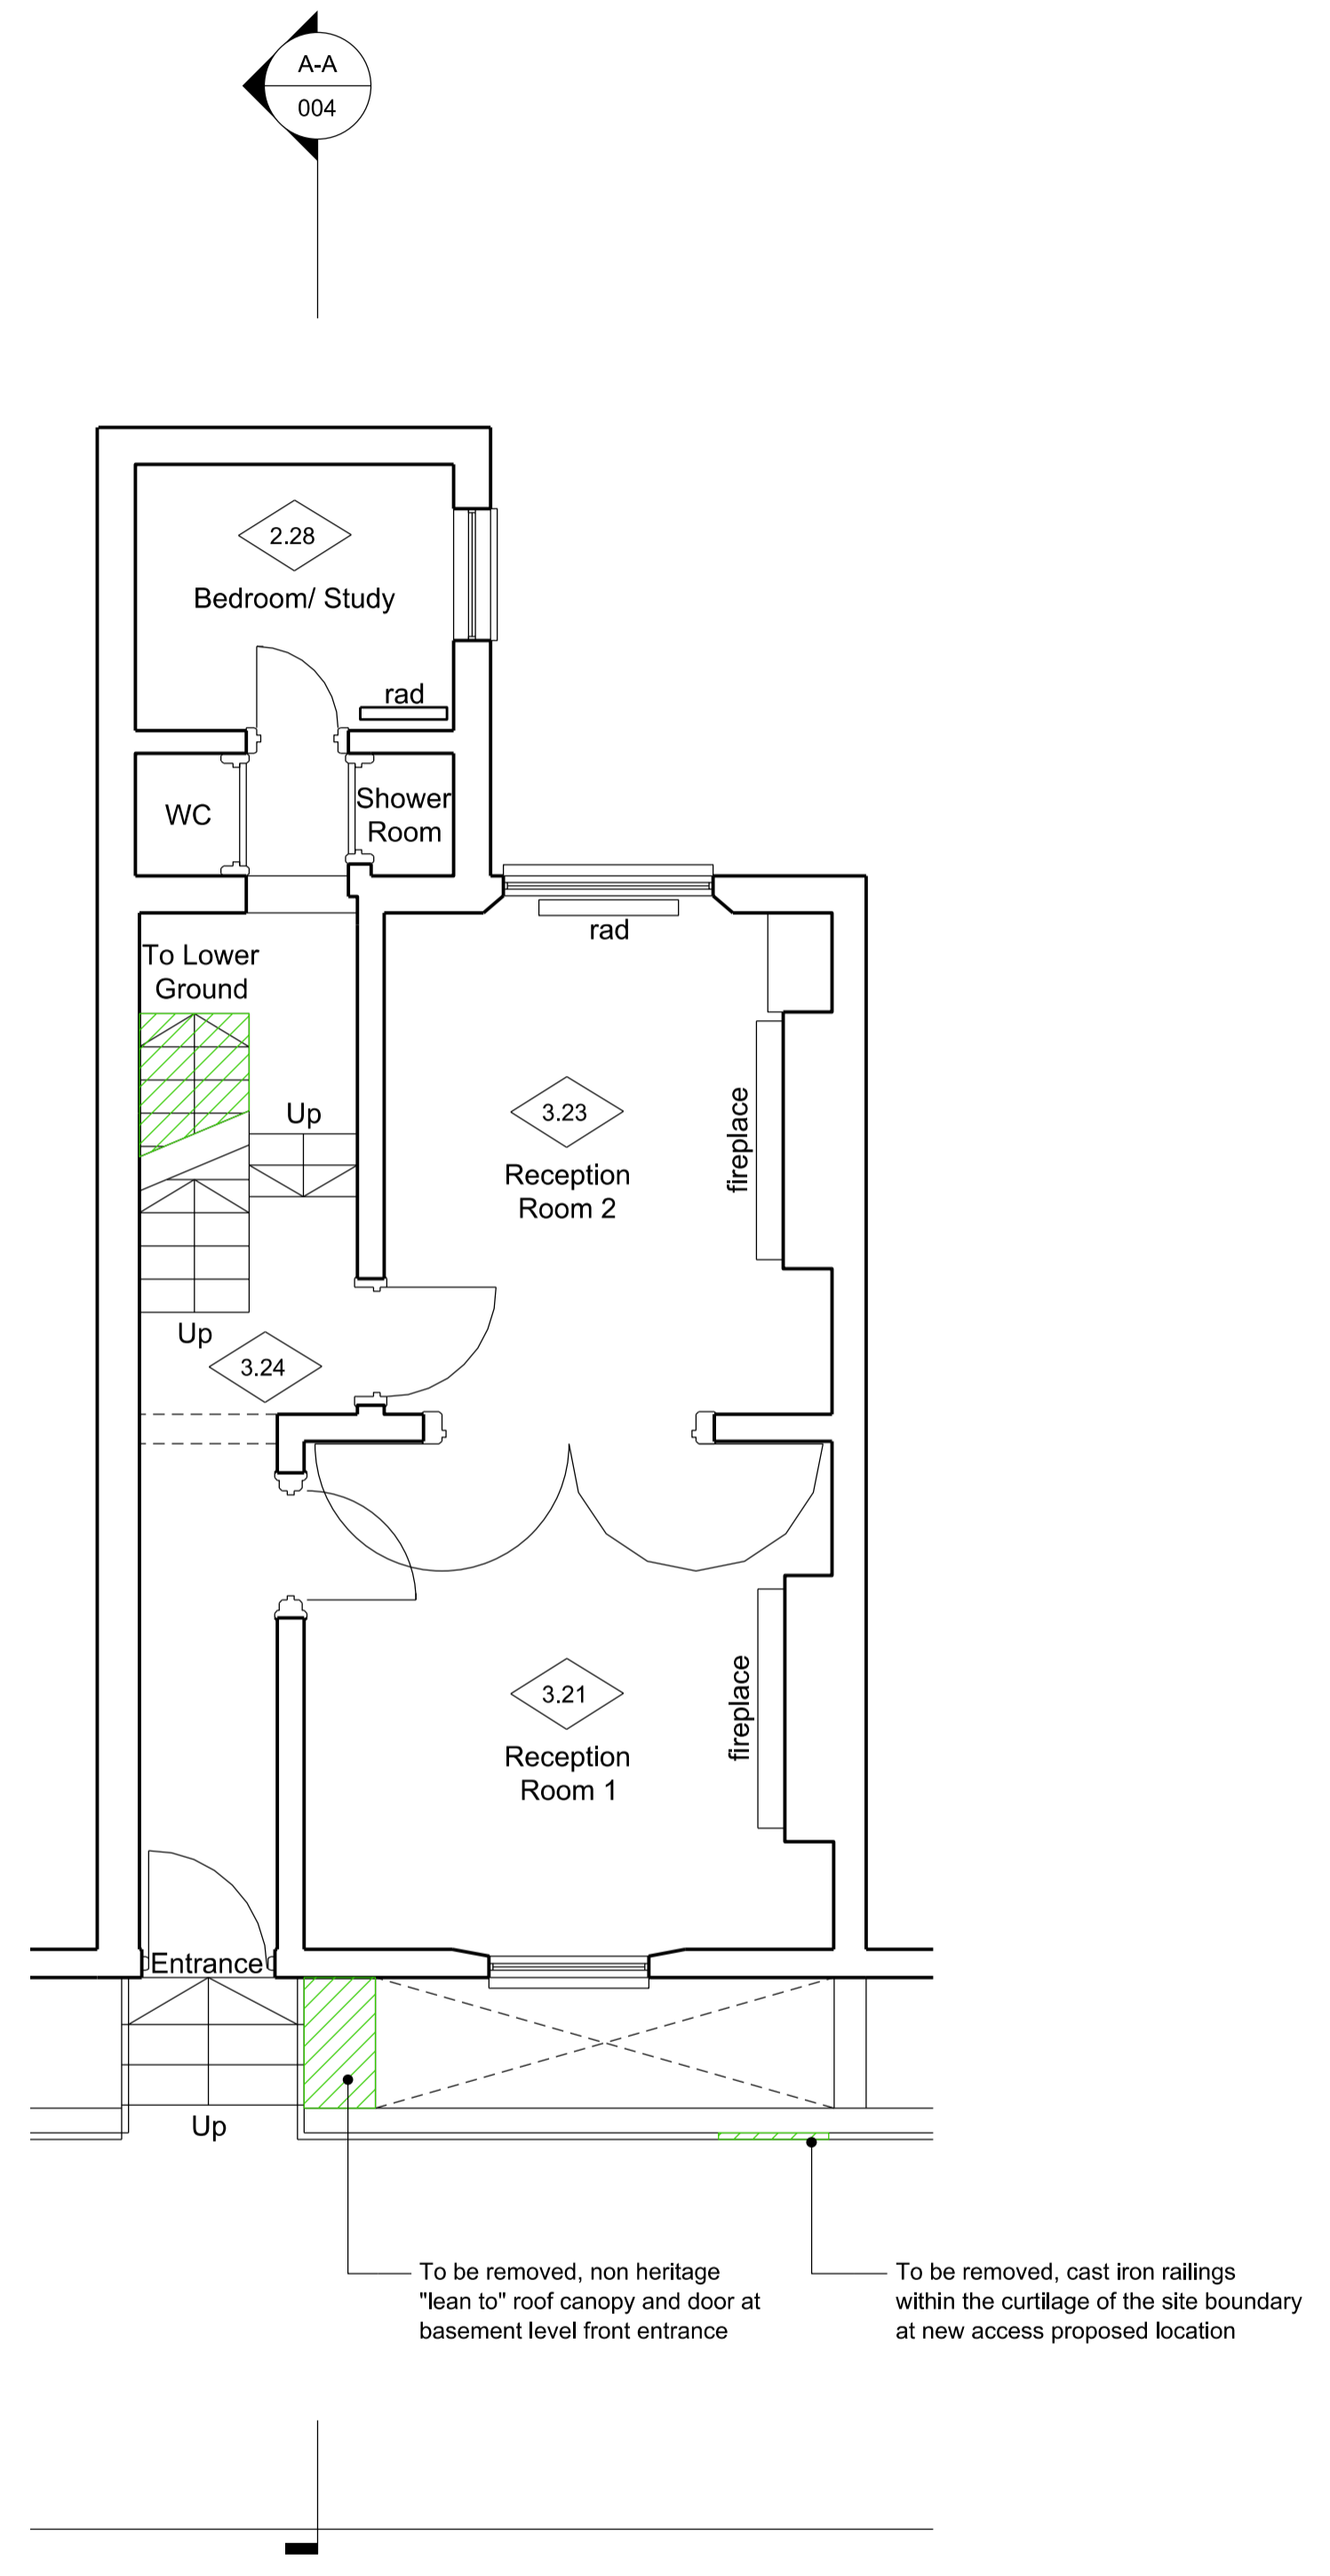 A-A
004
2.28
Bedroom/ Study
rad
WC
Shower
Room
rad
To Lower
Ground
Up
3.23
Reception
Room 2
fireplace
Up
3.24
3.21
Reception
Room 1
fireplace
Entrance
Up
To be removed, non heritage
"lean to" roof canopy and door at
basement level front entrance
To be removed, cast iron railings
within the curtilage of the site boundary
at new access proposed location